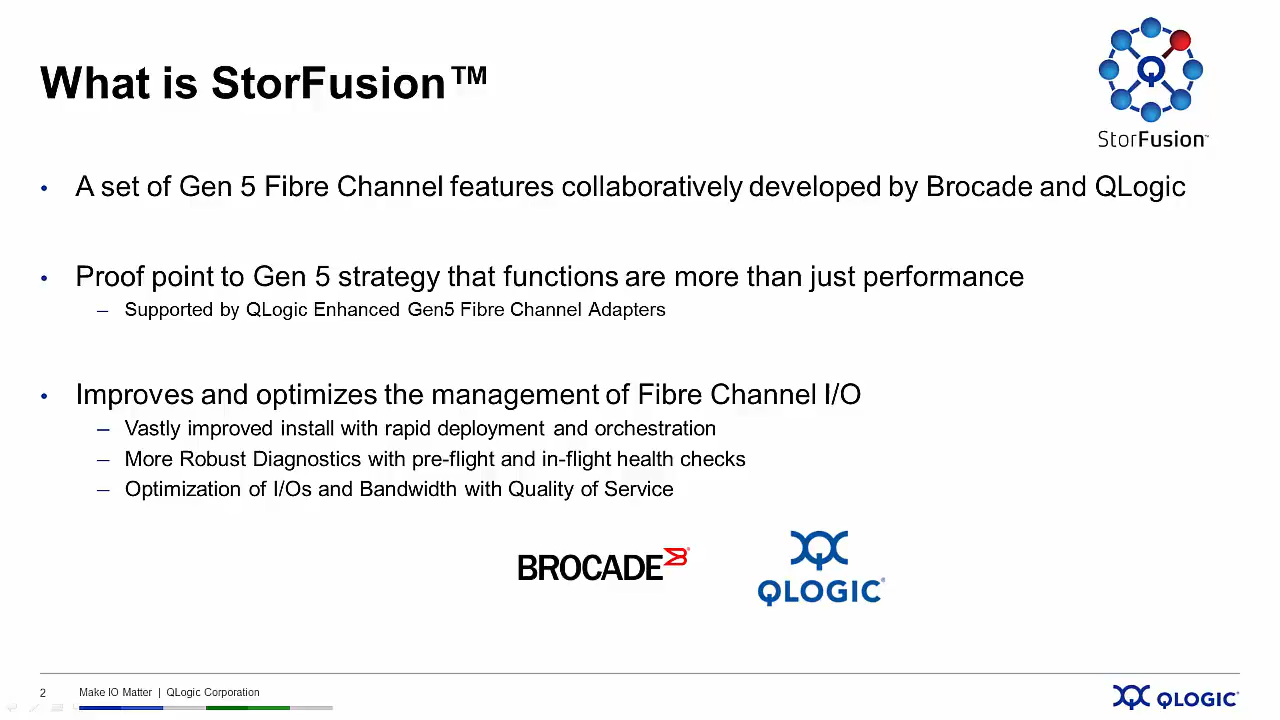 What is StorFusion™
StorFusion™
• A set of Gen 5 Fibre Channel features collaboratively developed by Brocade and QLogic
• Proof point to Gen 5 strategy that functions are more than just performance
– Supported by QLogic Enhanced Gen5 Fibre Channel Adapters
• Improves and optimizes the management of Fibre Channel I/O
– Vastly improved install with rapid deployment and orchestration
– More Robust Diagnostics with pre-flight and in-flight health checks
– Optimization of I/Os and Bandwidth with Quality of Service
BROCADE®
QLOGIC®
2 Make IO Matter | QLogic Corporation
QLOGIC